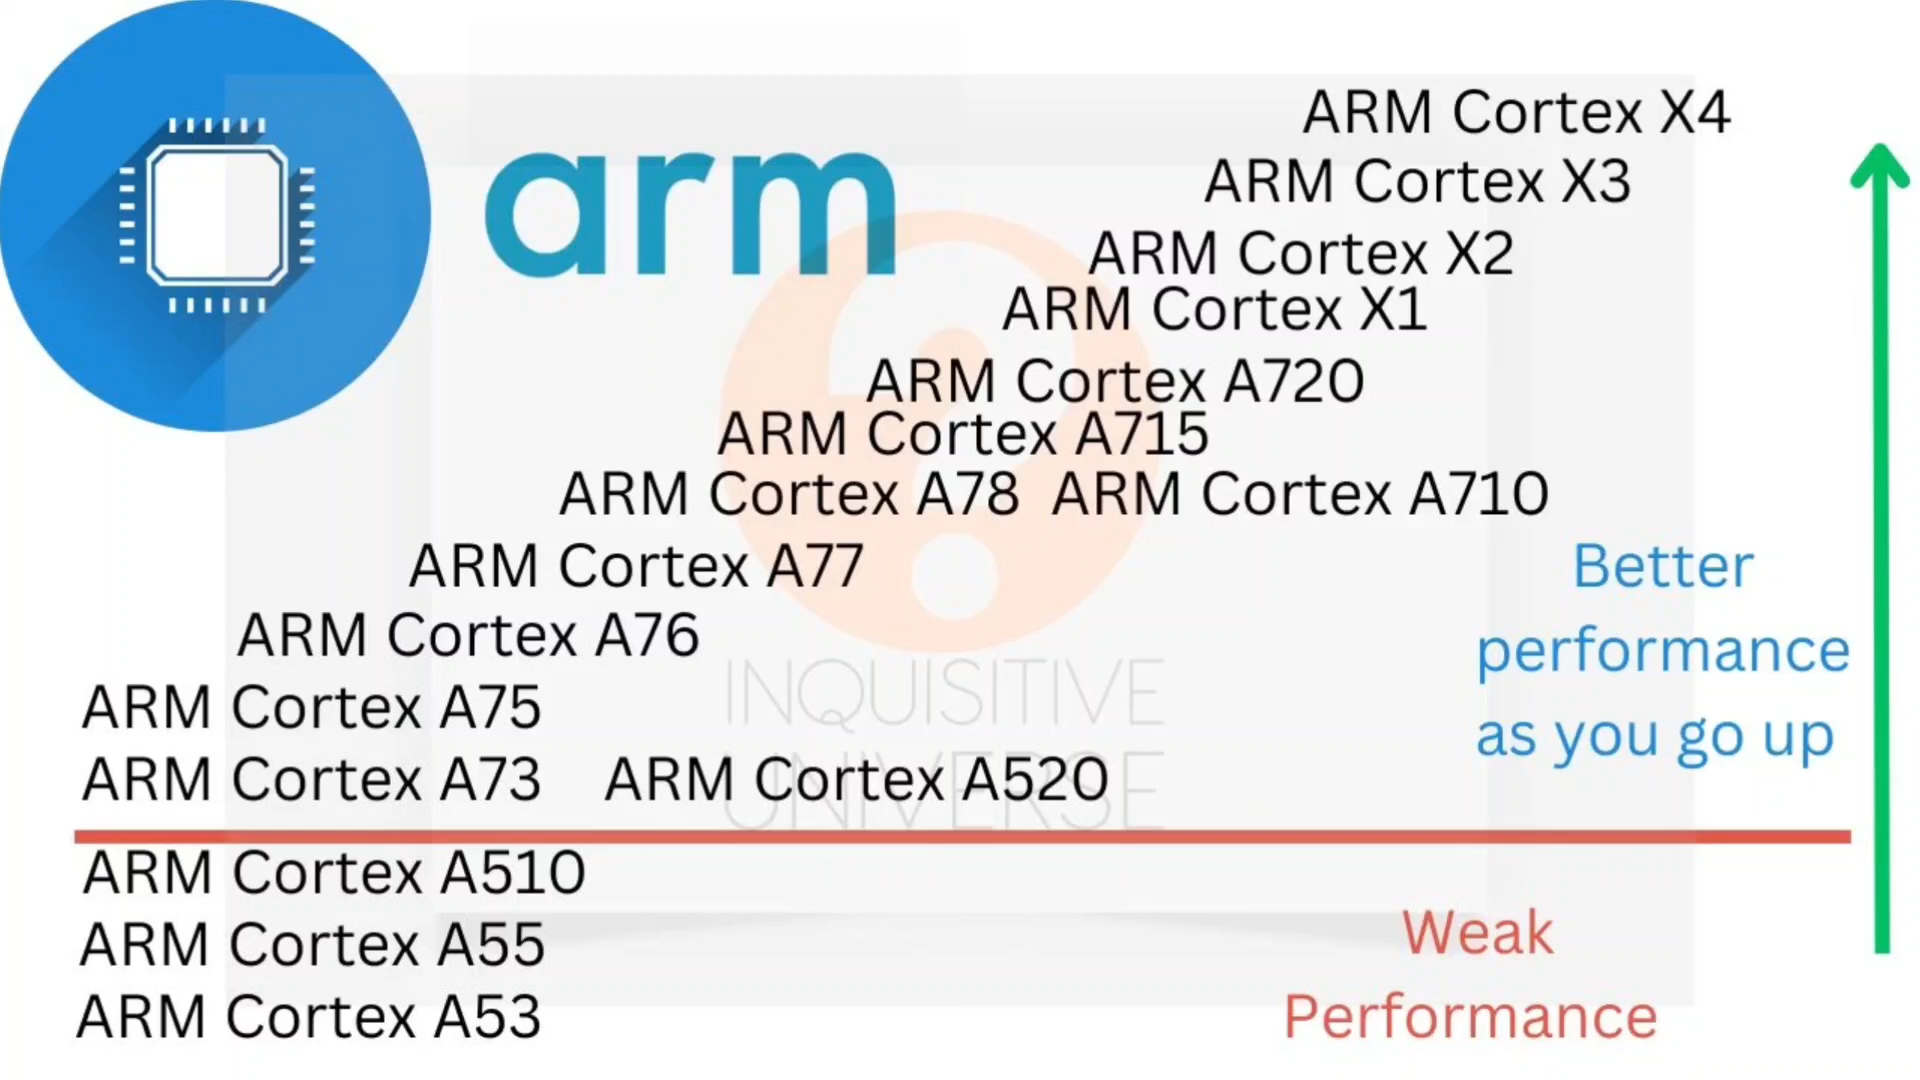 arm
ARM Cortex X4
ARM Cortex X3
ARM Cortex X2
ARM Cortex X1
ARM Cortex A720
ARM Cortex A715
ARM Cortex A78 ARM Cortex A710
ARM Cortex A77
ARM Cortex A76
ARM Cortex A75
ARM Cortex A73 ARM Cortex A520
Better
performance
as you go up
INQUISITIVE
UNIVERSE
ARM Cortex A510
ARM Cortex A55
ARM Cortex A53
Weak
Performance